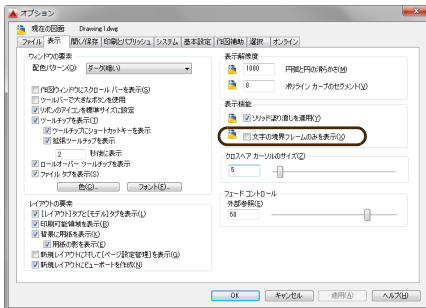 オプション
現在の図面 Drawing1.dwg
ファイル 表示 開く/保存 印刷とパブリッシュ システム 基本設定 作図補助 選択 オンライン
ウィンドウの要素
配色パターン(O): ダーク(暗い)
作図ウィンドウにスクロール バーを表示(S)
ツールバーで大きなボタンを使用
リボンのアイコンを標準サイズに設定
ツールチップを表示(T)
ツールチップにショートカットキーを表示
拡張ツールチップを表示
2 秒後に表示
ロールオーバー ツールチップを表示
ファイル タブを表示(S)
色(C)... フォント(F)...
レイアウトの要素
[レイアウト]タブと[モデル]タブを表示(L)
印刷可能領域を表示(B)
背景に用紙を表示(K)
用紙の影を表示(E)
新規レイアウトに対して[ページ設定管理]を表示(G)
新規レイアウトにビューポートを作成(N)
表示解像度
1000 円弧と円の滑らかさ(A)
8 ポリライン カーブのセグメント(V)
表示機能
ソリッド塗り潰しを適用(Y)
文字の境界フレームのみを表示(X)
クロスヘア カーソルのサイズ(Z)
5
フェード コントロール
外部参照(E)
50
OK キャンセル 適用(A) ヘルプ(H)